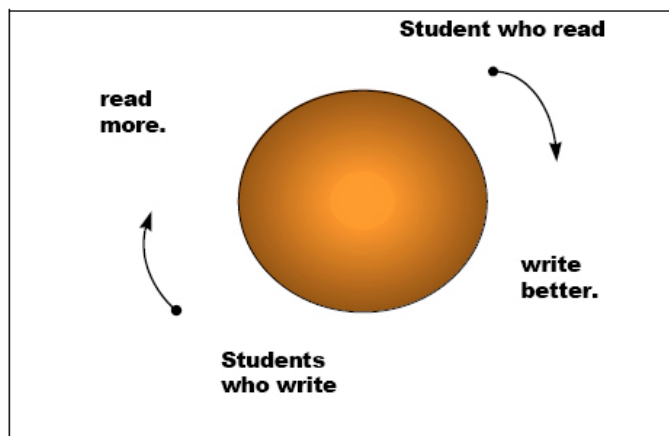 Student who read
write
better.
Students
who write
read
more.